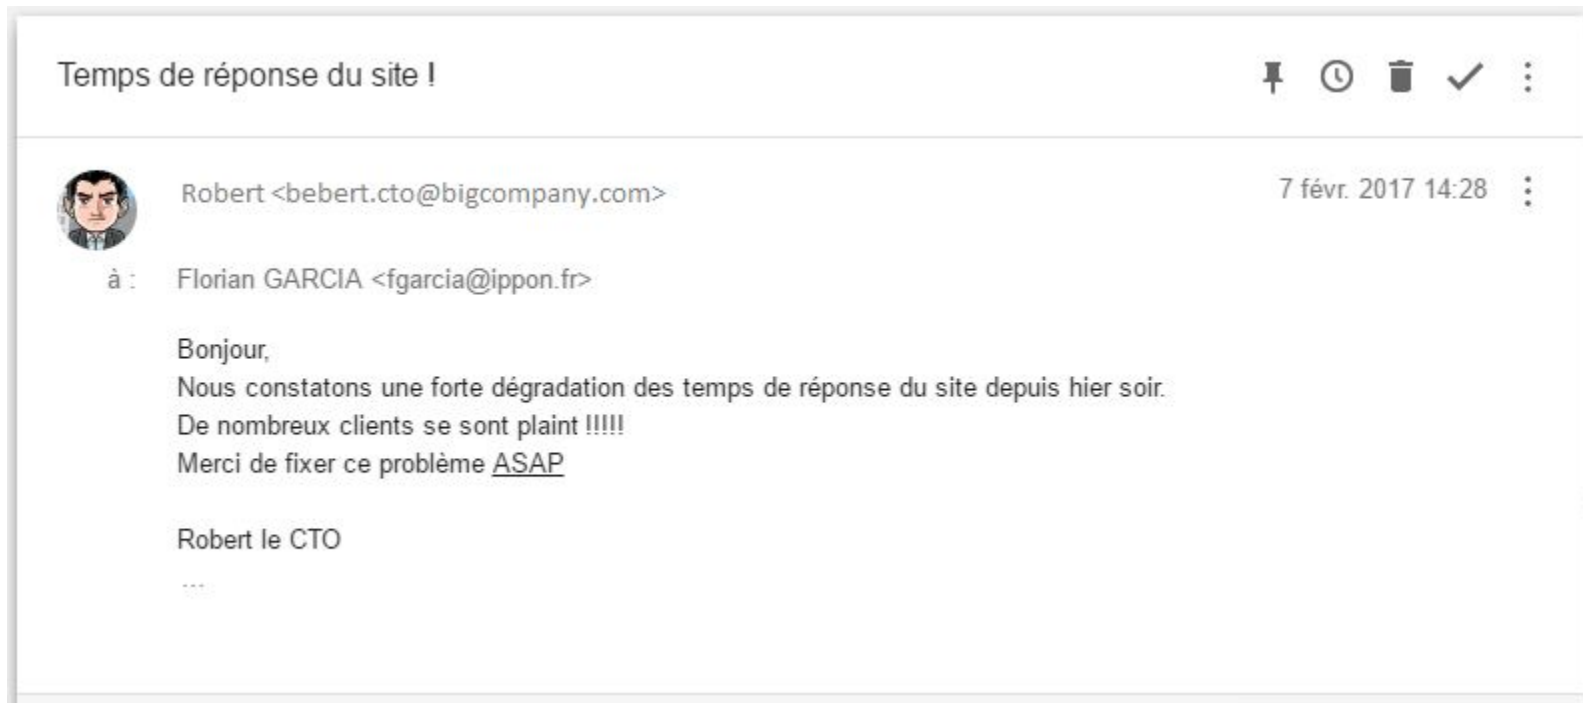 Temps de réponse du site !
Robert <bebert.cto@bigcompany.com>
7 févr. 2017 14:28
à :
Florian GARCIA <fgarcia@ippon.fr>
Bonjour,
Nous constatons une forte dégradation des temps de réponse du site depuis hier soir.
De nombreux clients se sont plaint !!!!!
Merci de fixer ce problème ASAP
Robert le CTO
...